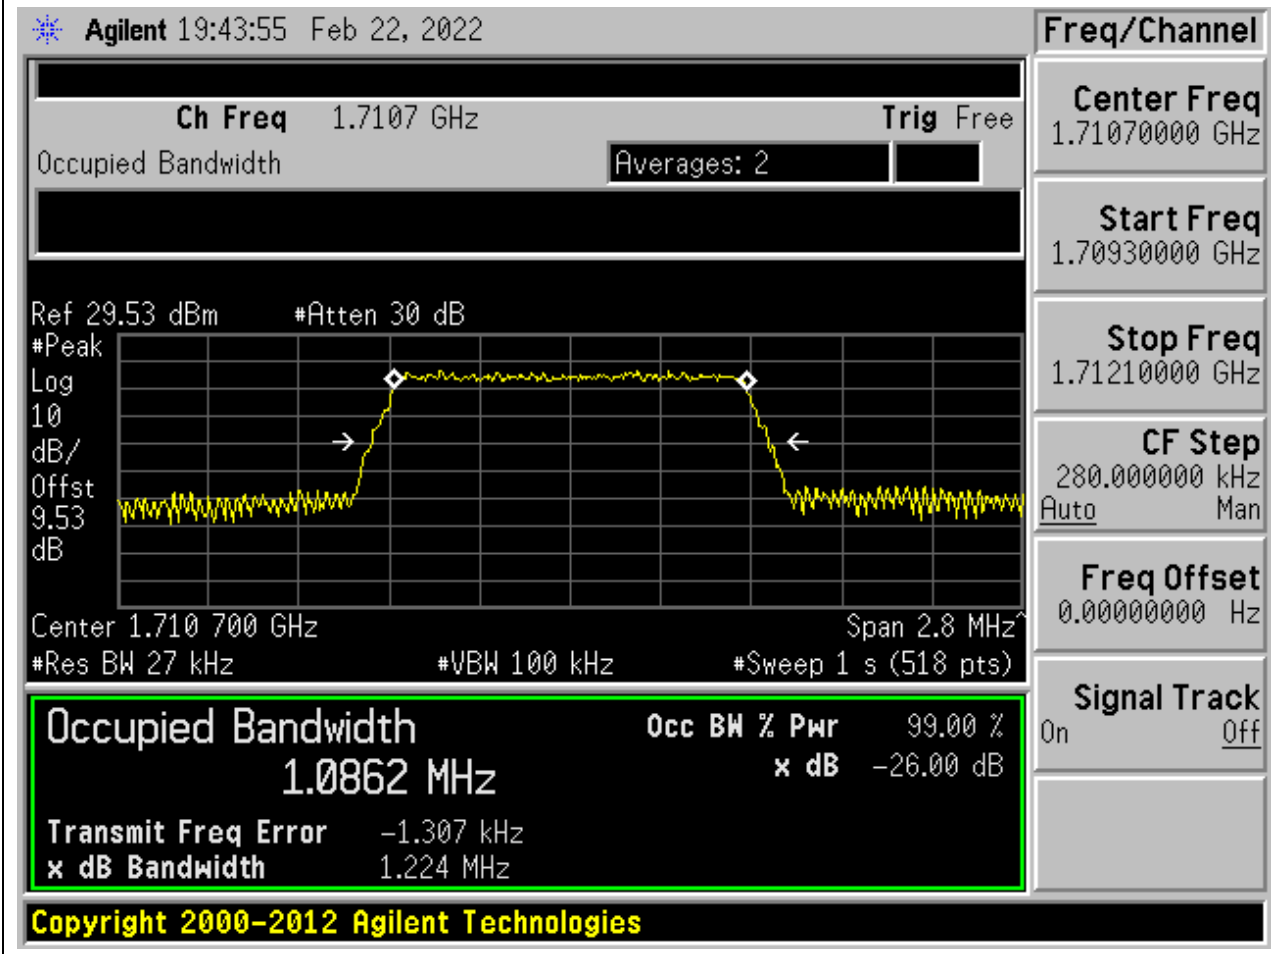 Agilent 19:43:55 Feb 22, 2022
Freq/Channel
Ch Freq 1.7107 GHz Trig Free
Occupied Bandwidth Averages: 2
Ref 29.53 dBm #Atten 30 dB
#Peak
Log
10
dB/
Offst
9.53
dB
Center 1.710 700 GHz Span 2.8 MHz^
#Res BW 27 kHz #VBW 100 kHz #Sweep 1 s (518 pts)
Occupied Bandwidth Occ BW % Pwr 99.00 %
1.0862 MHz x dB -26.00 dB
Transmit Freq Error -1.307 kHz
x dB Bandwidth 1.224 MHz
Copyright 2000-2012 Agilent Technologies
Center Freq
1.71070000 GHz
Start Freq
1.70930000 GHz
Stop Freq
1.71210000 GHz
CF Step
280.000000 kHz
Auto Man
Freq Offset
0.00000000 Hz
Signal Track
On Off